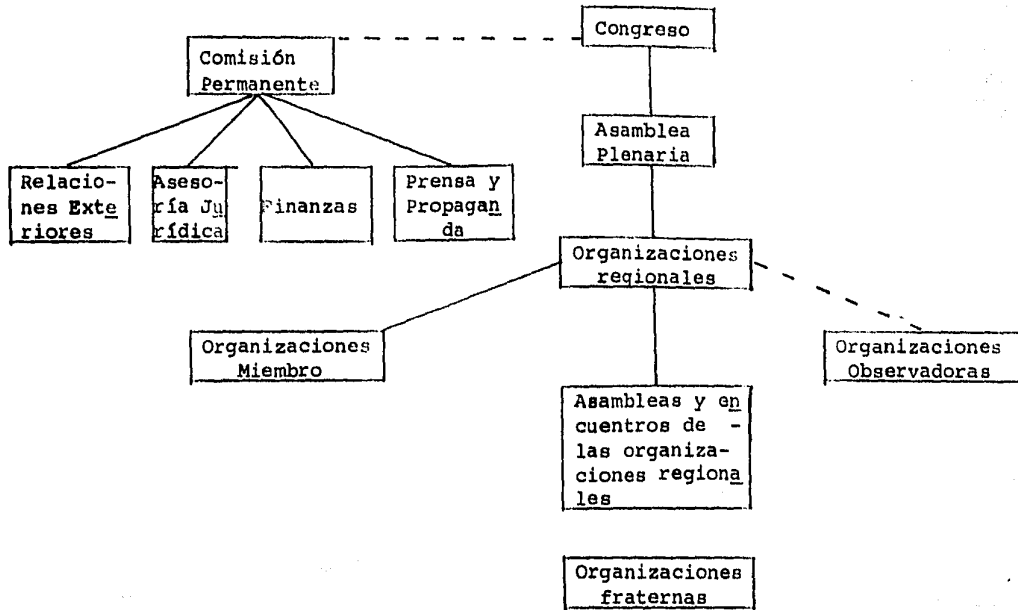 Congreso
Comisión
Permanente
Asamblea
Plenaria
Relacio-
nes Exte
riores
Aseso-
ría Ju
rídica
Finanzas
Prensa y
Propagan
da
Organizaciones
regionales
Organizaciones
Miembro
Organizaciones
Observadoras
Asambleas y en
cuentros de -
las organiza-
ciones regiona
les
Organizaciones
fraternas